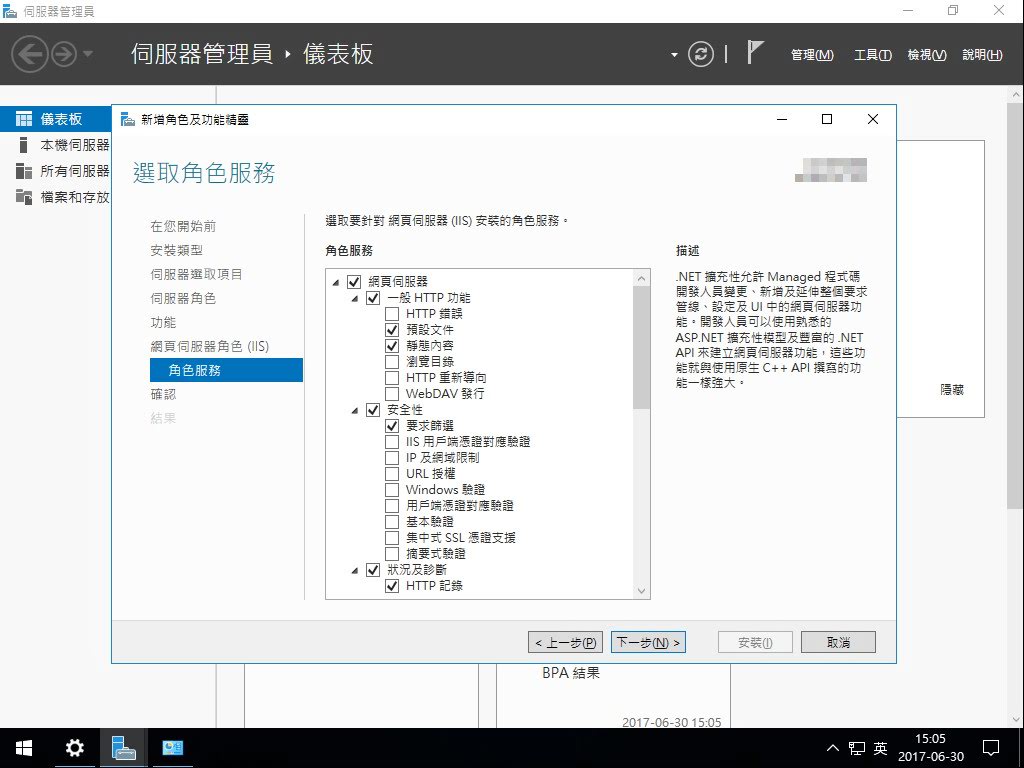 伺服器管理員
伺服器管理員 ‣ 儀表板
管理(M) 工具(T) 檢視(V) 說明(H)
儀表板
本機伺服器
所有伺服器
檔案和存放
新增角色及功能精靈
選取角色服務
在您開始前
安裝類型
伺服器選取項目
伺服器角色
功能
網頁伺服器角色 (IIS)
角色服務
確認
結果
選取要針對 網頁伺服器 (IIS) 安裝的角色服務。
角色服務
網頁伺服器
一般 HTTP 功能
HTTP 錯誤
預設文件
靜態內容
瀏覽目錄
HTTP 重新導向
WebDAV 發行
安全性
要求篩選
IIS 用戶端憑證對應驗證
IP 及網域限制
URL 授權
Windows 驗證
用戶端憑證對應驗證
基本驗證
集中式 SSL 憑證支援
摘要式驗證
狀況及診斷
HTTP 記錄
描述
.NET 擴充性允許 Managed 程式碼
開發人員變更、新增及延伸整個要求
管線、設定及 UI 中的網頁伺服器功
能。開發人員可以使用熟悉的
ASP.NET 擴充性模型及豐富的 .NET
API 來建立網頁伺服器功能，這些功
能就與使用原生 C++ API 撰寫的功
能一樣強大。
隱藏
< 上一步(P) 下一步(N) > 安裝(I) 取消
BPA 結果
2017-06-30 15:05
英
15:05
2017-06-30